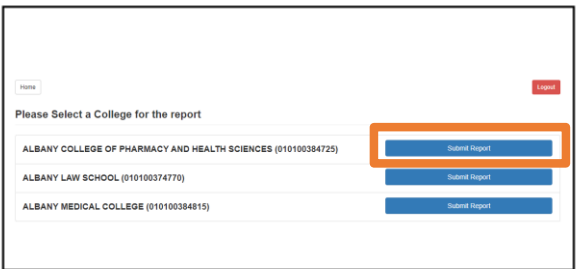 Home
Logout
Please Select a College for the report
ALBANY COLLEGE OF PHARMACY AND HEALTH SCIENCES (010100384725) Submit Report
ALBANY LAW SCHOOL (010100374770) Submit Report
ALBANY MEDICAL COLLEGE (010100384815) Submit Report